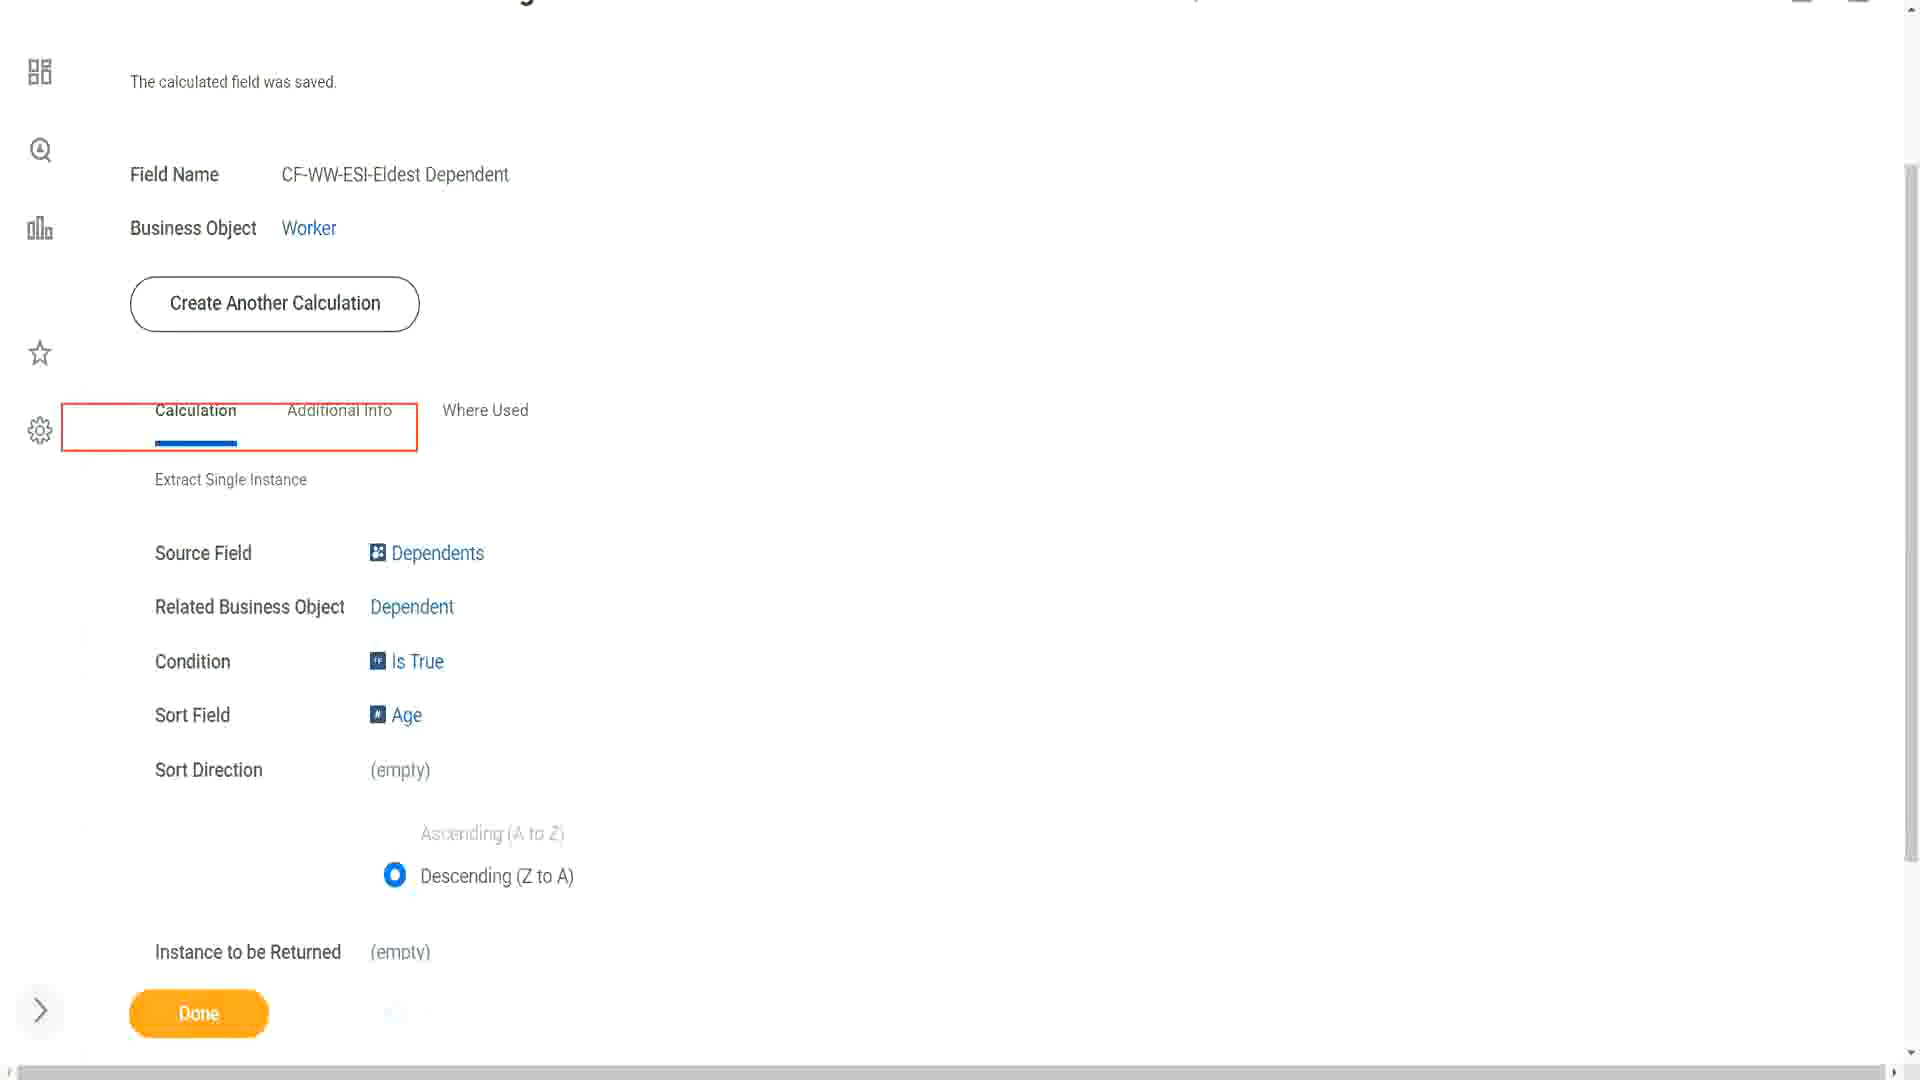 The calculated field was saved.
Field Name CF-WW-ESI-Eldest Dependent
Business Object Worker
Create Another Calculation
Calculation Additional Info Where Used
Extract Single Instance
Source Field Dependents
Related Business Object Dependent
Condition Is True
Sort Field Age
Sort Direction (empty)
Ascending (A to Z)
Descending (Z to A)
Instance to be Returned (empty)
Done